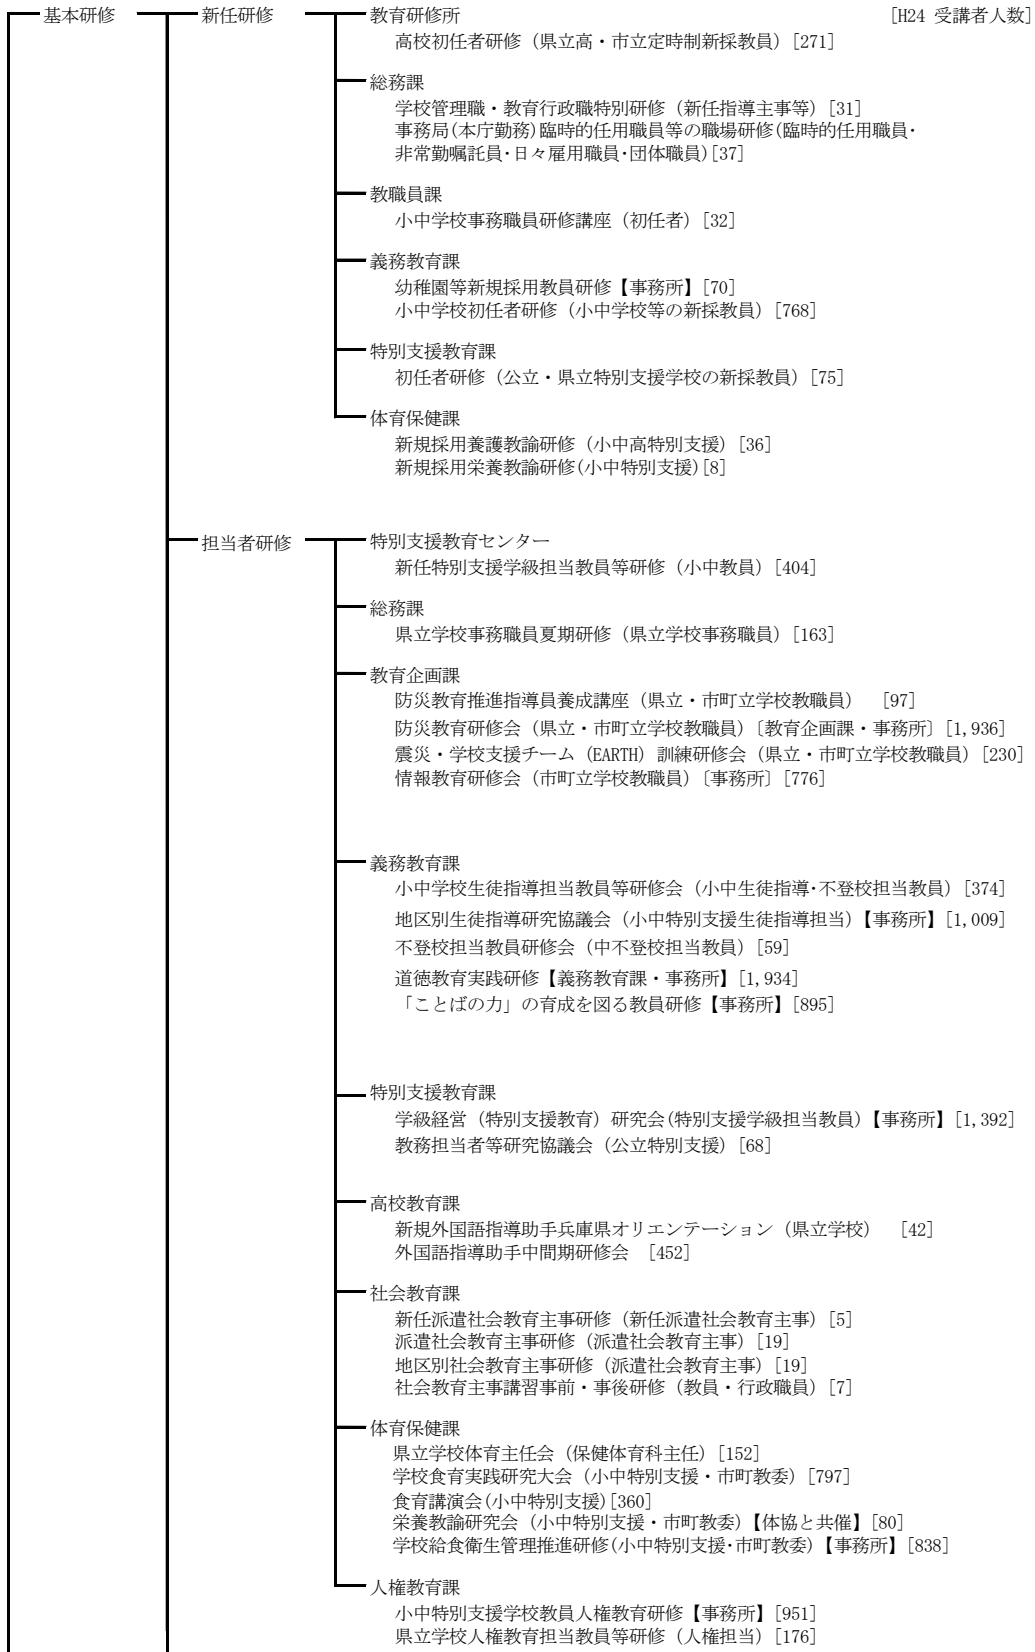 基本研修 新任研修 教育研修所 [H24 受講者人数]
高校初任者研修（県立高・市立定時制新採教員）[271]
総務課
学校管理職・教育行政職特別研修（新任指導主事等）[31]
事務局(本庁勤務)臨時的任用職員等の職場研修(臨時的任用職員・
非常勤嘱託員・日々雇用職員・団体職員)[37]
教職員課
小中学校事務職員研修講座（初任者）[32]
義務教育課
幼稚園等新規採用教員研修【事務所】[70]
小中学校初任者研修（小中学校等の新採教員）[768]
特別支援教育課
初任者研修（公立・県立特別支援学校の新採教員）[75]
体育保健課
新規採用養護教諭研修（小中高特別支援）[36]
新規採用栄養教諭研修(小中特別支援)[8]
担当者研修 特別支援教育センター
新任特別支援学級担当教員等研修（小中教員）[404]
総務課
県立学校事務職員夏期研修（県立学校事務職員）[163]
教育企画課
防災教育推進指導員養成講座（県立・市町立学校教職員） [97]
防災教育研修会（県立・市町立学校教職員）〔教育企画課・事務所〕[1,936]
震災・学校支援チーム（EARTH）訓練研修会（県立・市町立学校教職員）[230]
情報教育研修会（市町立学校教職員）〔事務所〕[776]
義務教育課
小中学校生徒指導担当教員等研修会（小中生徒指導・不登校担当教員）[374]
地区別生徒指導研究協議会（小中特別支援生徒指導担当）【事務所】[1,009]
不登校担当教員研修会（中不登校担当教員）[59]
道徳教育実践研修【義務教育課・事務所】[1,934]
「ことばの力」の育成を図る教員研修【事務所】[895]
特別支援教育課
学級経営（特別支援教育）研究会(特別支援学級担当教員)【事務所】[1,392]
教務担当者等研究協議会（公立特別支援）[68]
高校教育課
新規外国語指導助手兵庫県オリエンテーション（県立学校） [42]
外国語指導助手中間期研修会 [452]
社会教育課
新任派遣社会教育主事研修（新任派遣社会教育主事）[5]
派遣社会教育主事研修（派遣社会教育主事）[19]
地区別社会教育主事研修（派遣社会教育主事）[19]
社会教育主事講習事前・事後研修（教員・行政職員）[7]
体育保健課
県立学校体育主任会（保健体育科主任）[152]
学校食育実践研究大会（小中特別支援・市町教委）[797]
食育講演会(小中特別支援)[360]
栄養教諭研究会（小中特別支援・市町教委）【体協と共催】[80]
学校給食衛生管理推進研修(小中特別支援・市町教委)【事務所】[838]
人権教育課
小中特別支援学校教員人権教育研修【事務所】[951]
県立学校人権教育担当教員等研修（人権担当）[176]